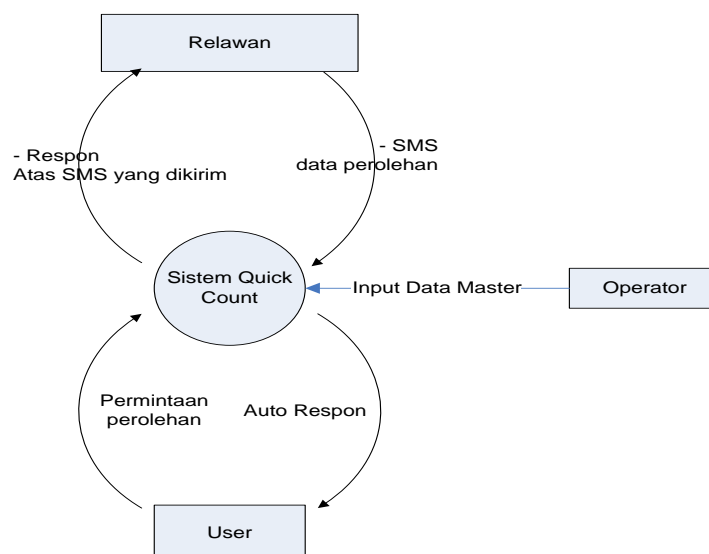 Relawan
- Respon
Atas SMS yang dikirim
- SMS
data perolehan
Sistem Quick
Count
Input Data Master
Operator
Permintaan
perolehan
Auto Respon
User